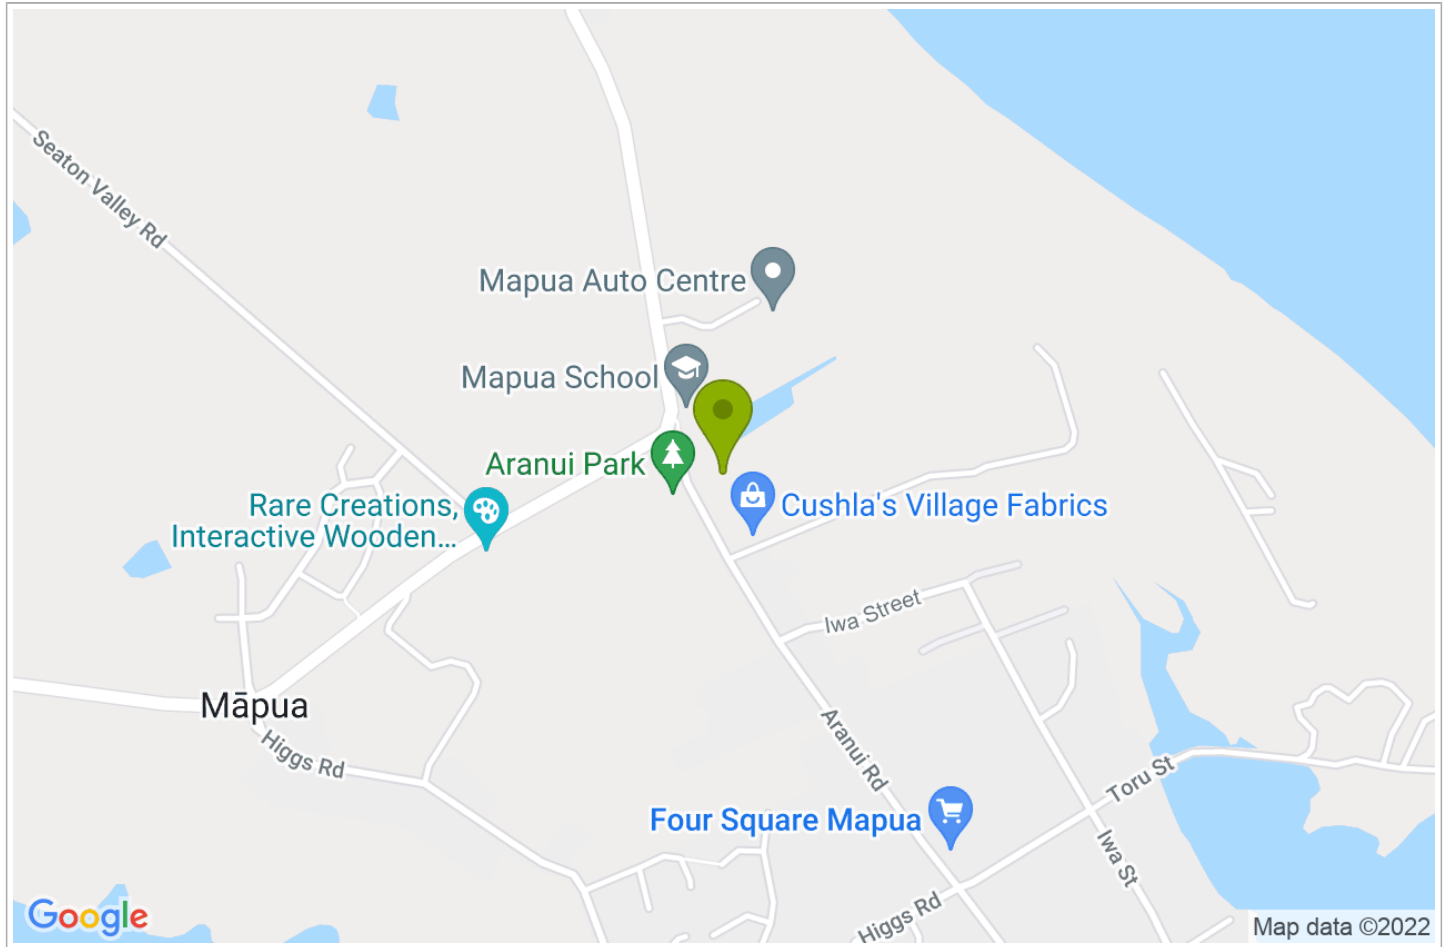 Seaton Valley Rd
Mapua Auto Centre
Mapua School
Aranui Park
Rare Creations,
Interactive Wooden...
Cushla's Village Fabrics
Iwa Street
Māpua
Higgs Rd
Aranui Rd
Toru St
Four Square Mapua
Iwa St
Higgs Rd
Google
Map data ©2022